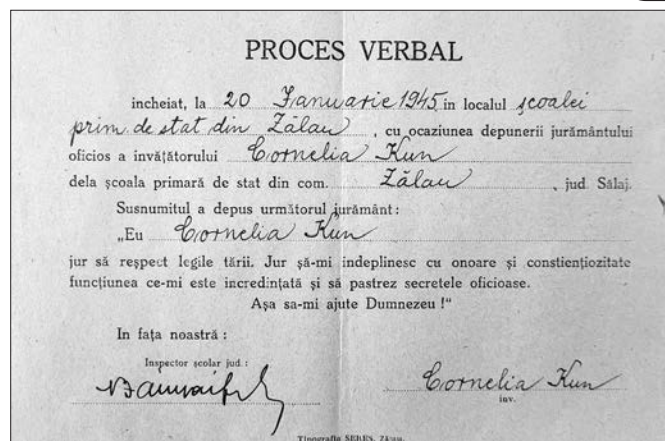 PROCES VERBAL
incheiat, la 20 Ianuarie 1945 in localul școalei
prim. de stat din Zălau, cu ocaziunea depunerii jurământului
oficios a invățătorului Cornelia Kun
dela școala primară de stat din com. Zălau, jud. Sălaj.
Susnumitul a depus următorul jurământ:
„Eu Cornelia Kun
jur să respect legile tării. Jur șă-mi indeplinesc cu onoare și constiențiozitate
funcțiunea ce-mi este incredințată și să pastrez secretele oficioase.
Așa sa-mi ajute Dumnezeu !“
In fața noastră :
Inspector școlar jud. :
Cornelia Kun
inv.
Tipografia SERES, Zălau.